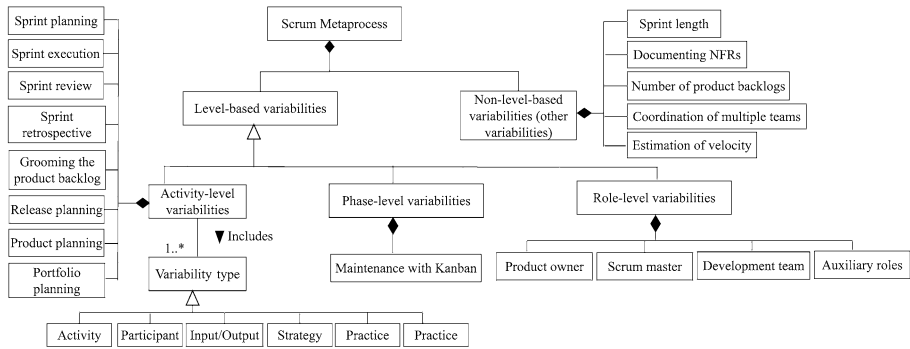 Sprint planning
Scrum Metaprocess
Sprint length
Sprint execution
Documenting NFRs
Sprint review
Level-based variabilities
Non-level-based
variabilities (other
variabilities)
Number of product backlogs
Sprint
retrospective
Coordination of multiple teams
Estimation of velocity
Grooming the
product backlog
Activity-level
variabilities
Phase-level variabilities
Role-level variabilities
Release planning
Includes
Product planning
1..*
Variability type
Maintenance with Kanban
Product owner
Scrum master
Development team
Auxiliary roles
Portfolio
planning
Activity
Participant
Input/Output
Strategy
Practice
Practice